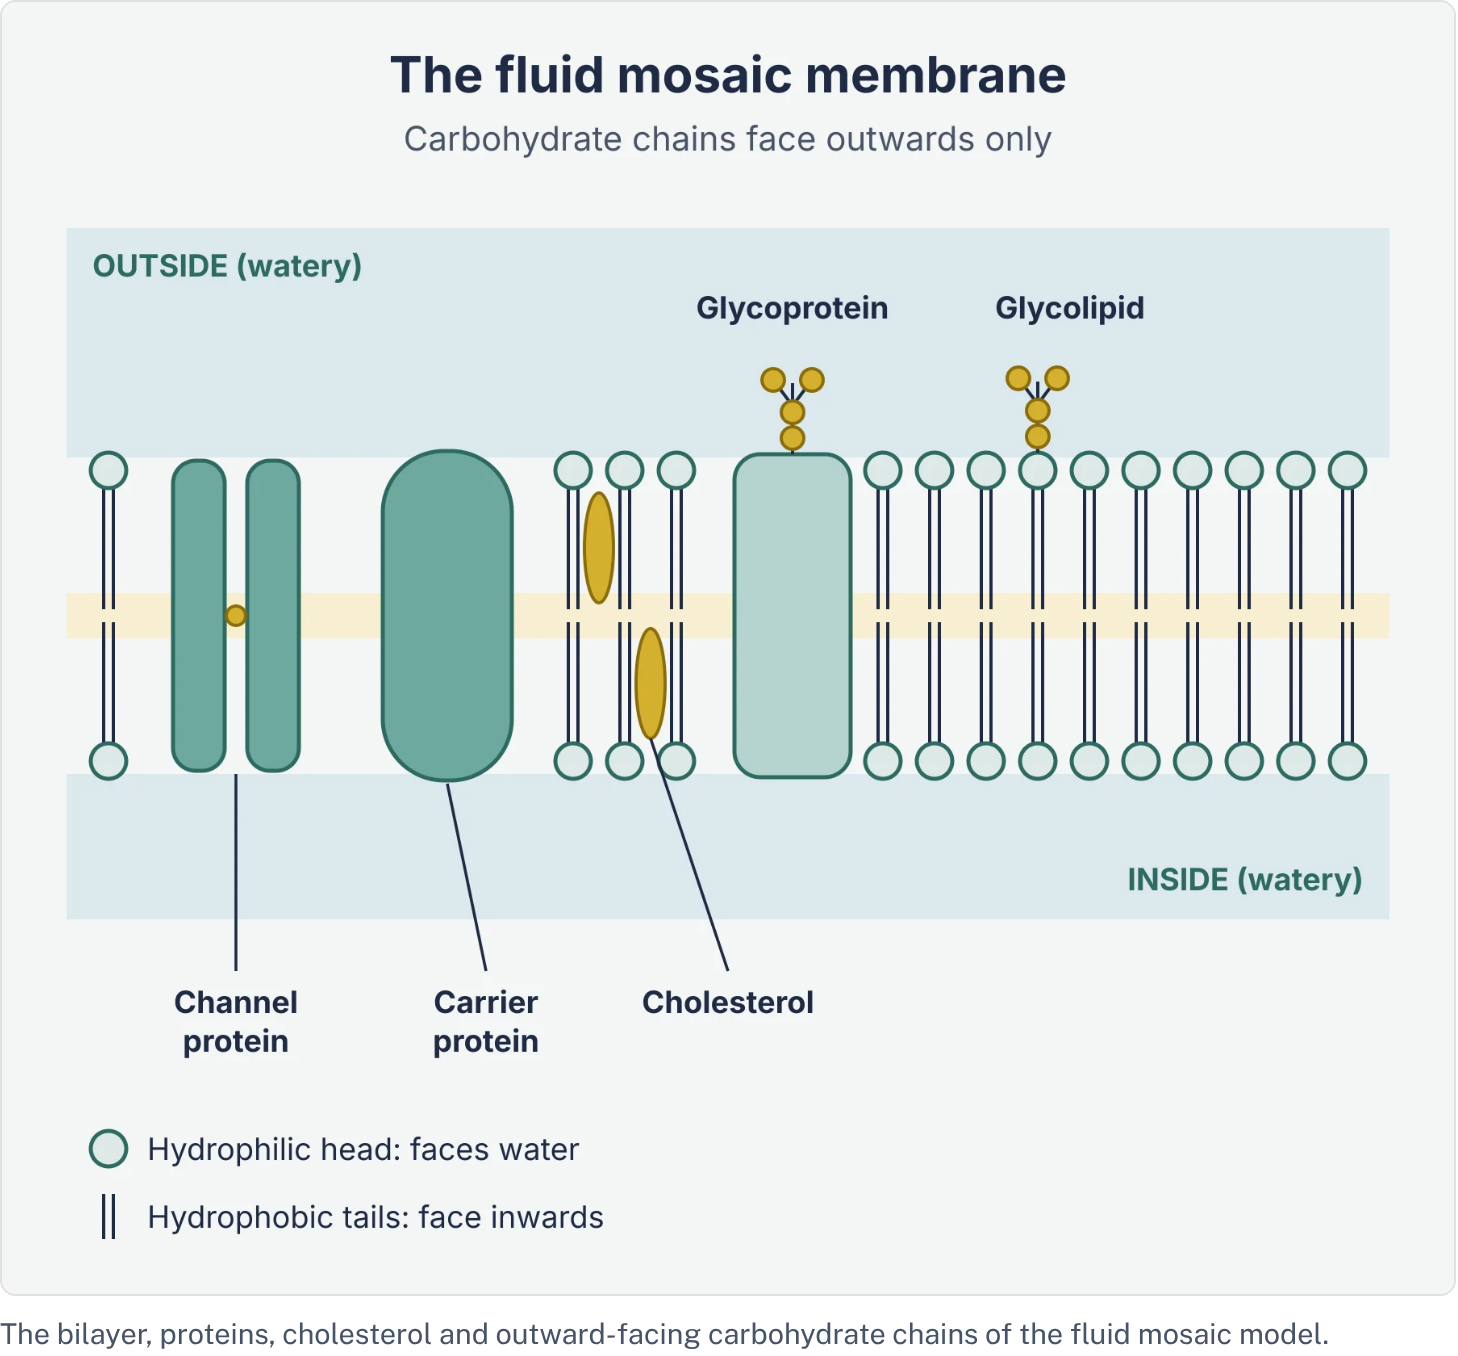 The fluid mosaic membrane
Carbohydrate chains face outwards only
OUTSIDE (watery)
Glycoprotein
Glycolipid
INSIDE (watery)
Channel
protein
Carrier
protein
Cholesterol
Hydrophilic head: faces water
Hydrophobic tails: face inwards
The bilayer, proteins, cholesterol and outward-facing carbohydrate chains of the fluid mosaic model.